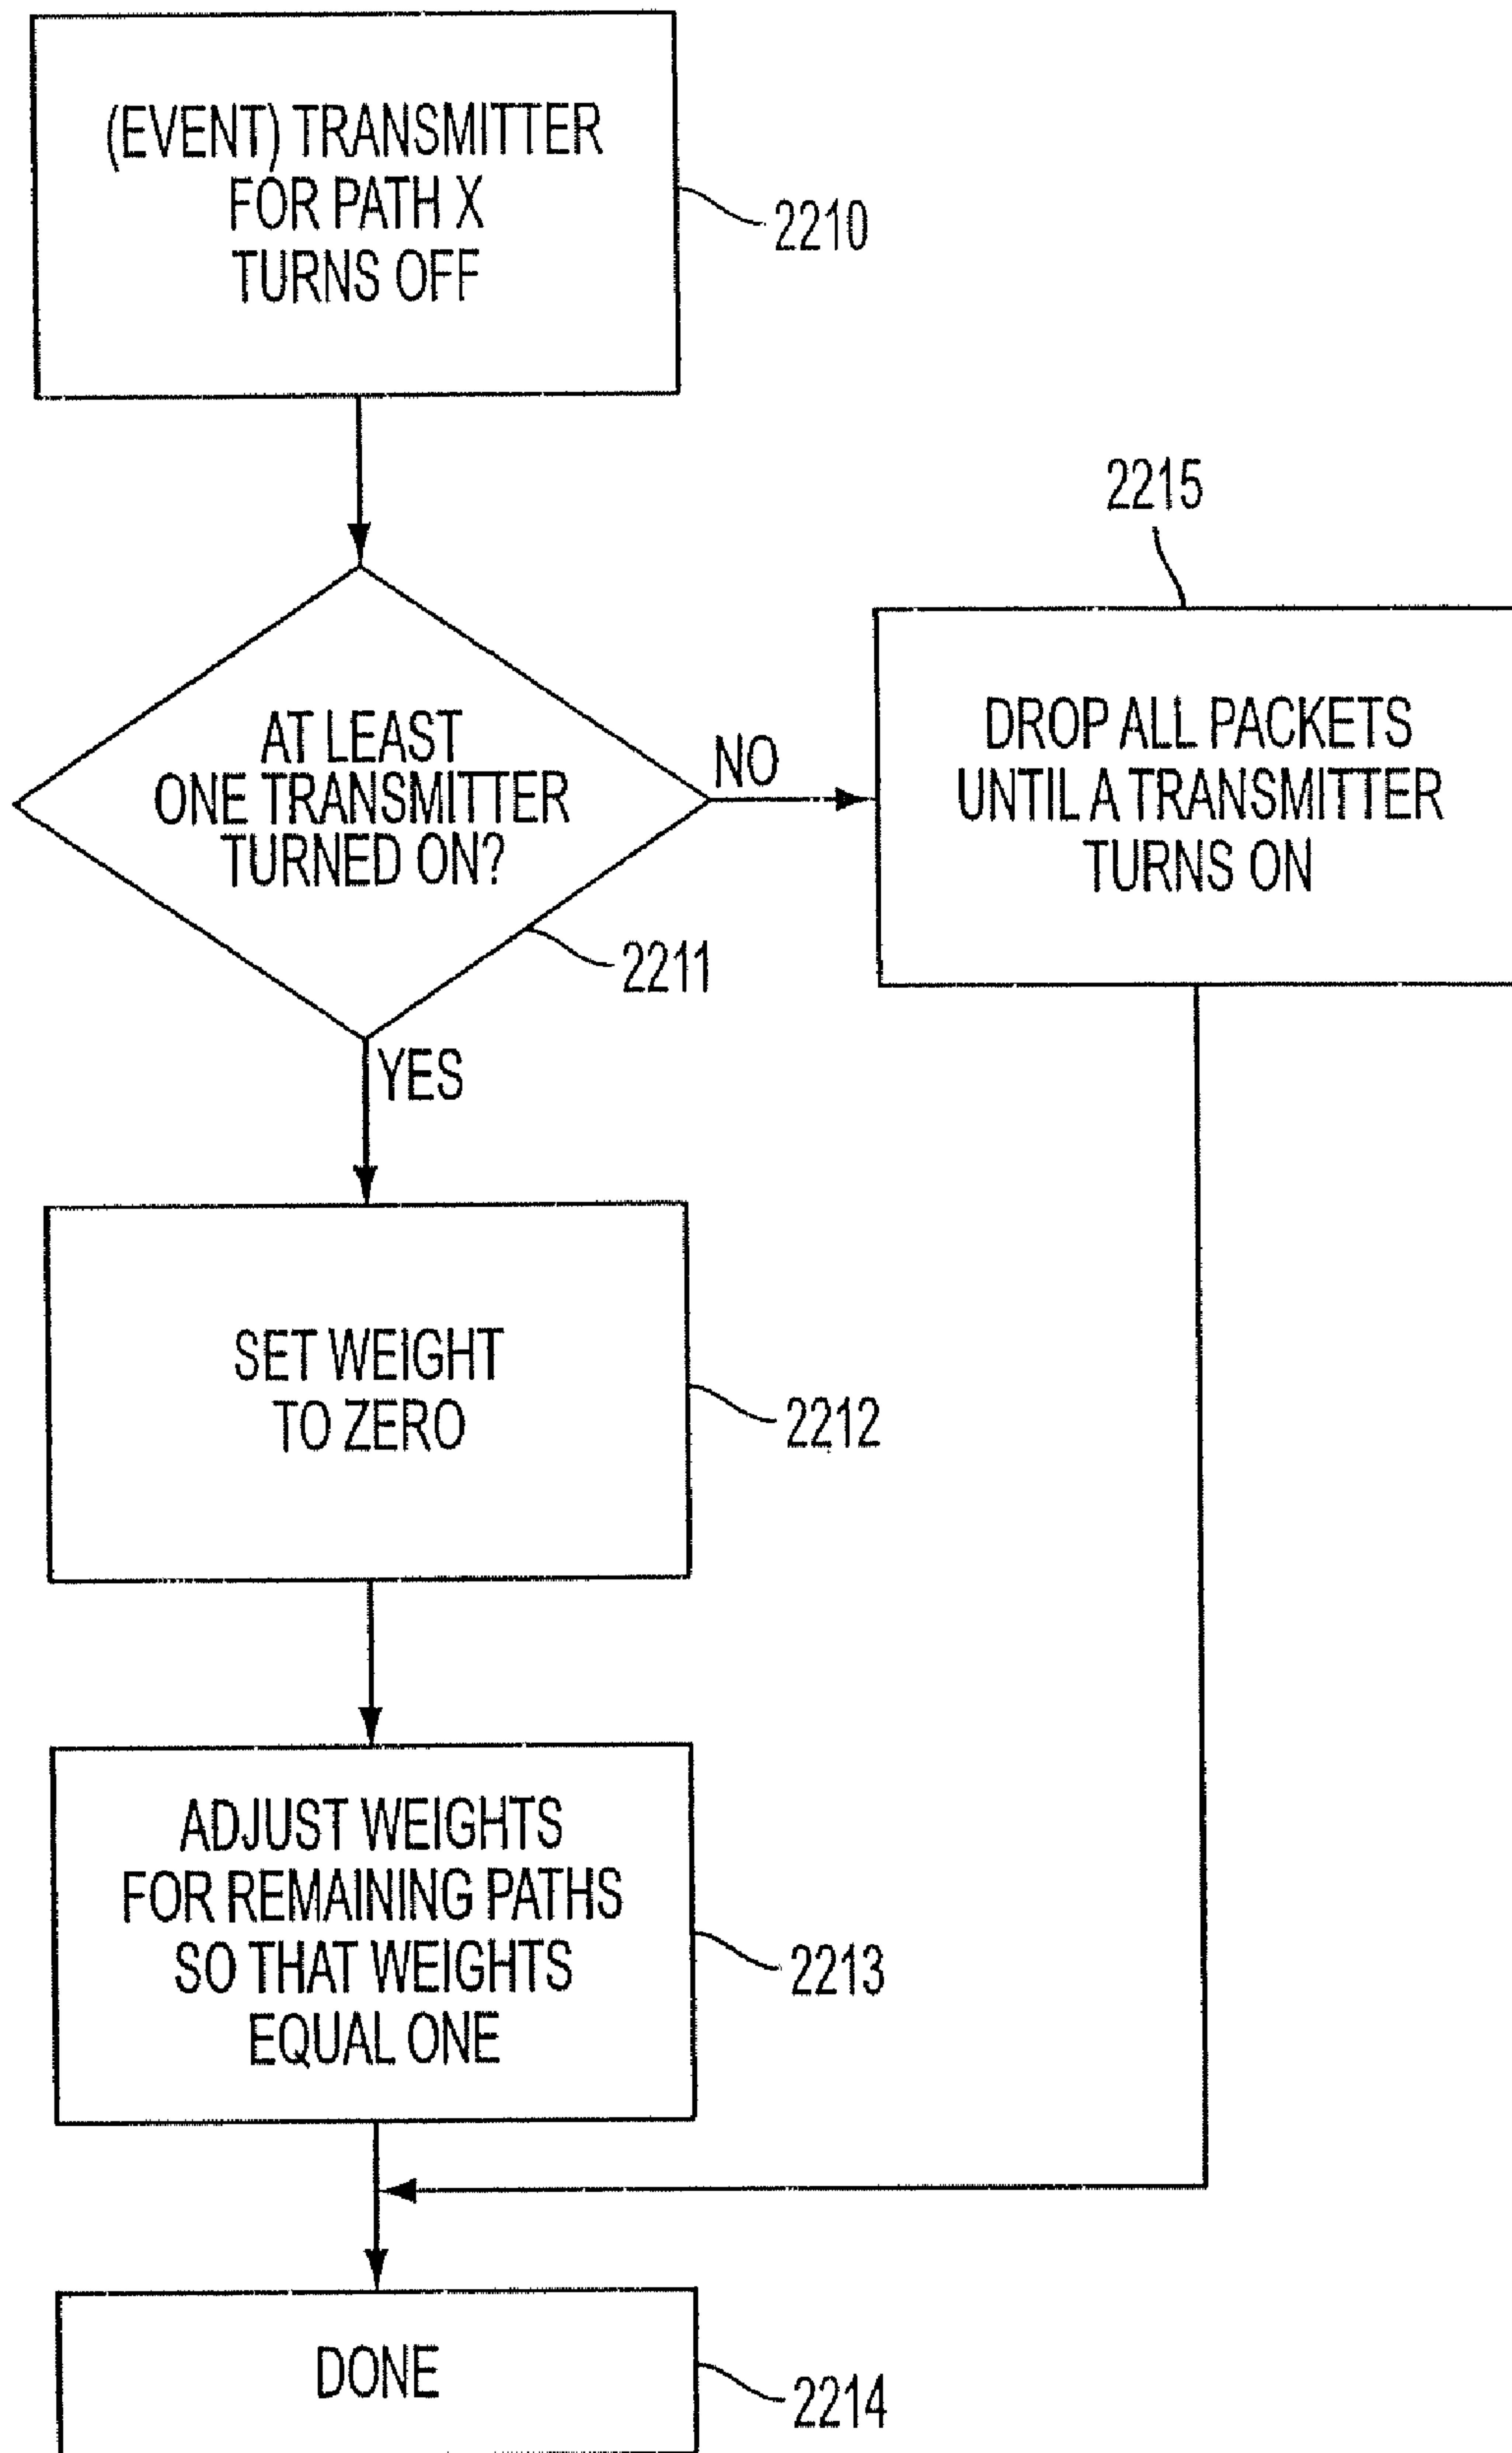 (EVENT) TRANSMITTER
FOR PATH X
TURNS OFF
2210
AT LEAST
ONE TRANSMITTER
TURNED ON?
2211
NO
2215
DROP ALL PACKETS
UNTIL A TRANSMITTER
TURNS ON
YES
SET WEIGHT
TO ZERO
2212
ADJUST WEIGHTS
FOR REMAINING PATHS
SO THAT WEIGHTS
EQUAL ONE
2213
DONE
2214